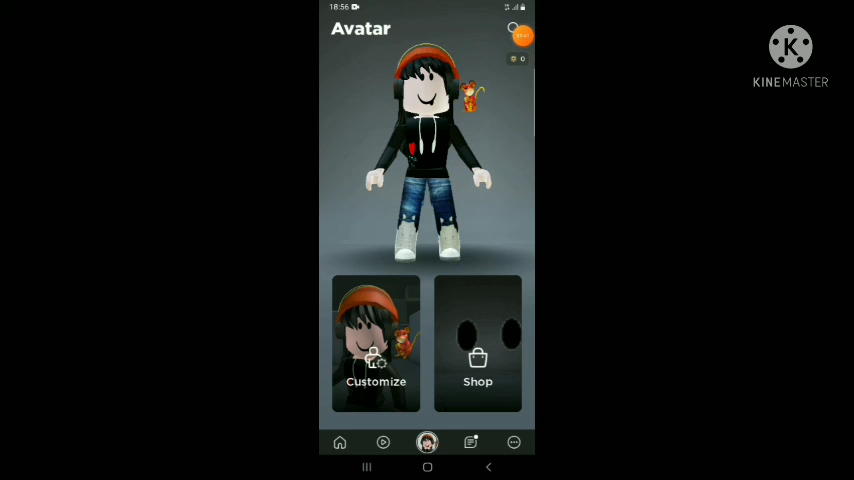 18:56
Avatar
0
K
KINEMASTER
Customize
Shop